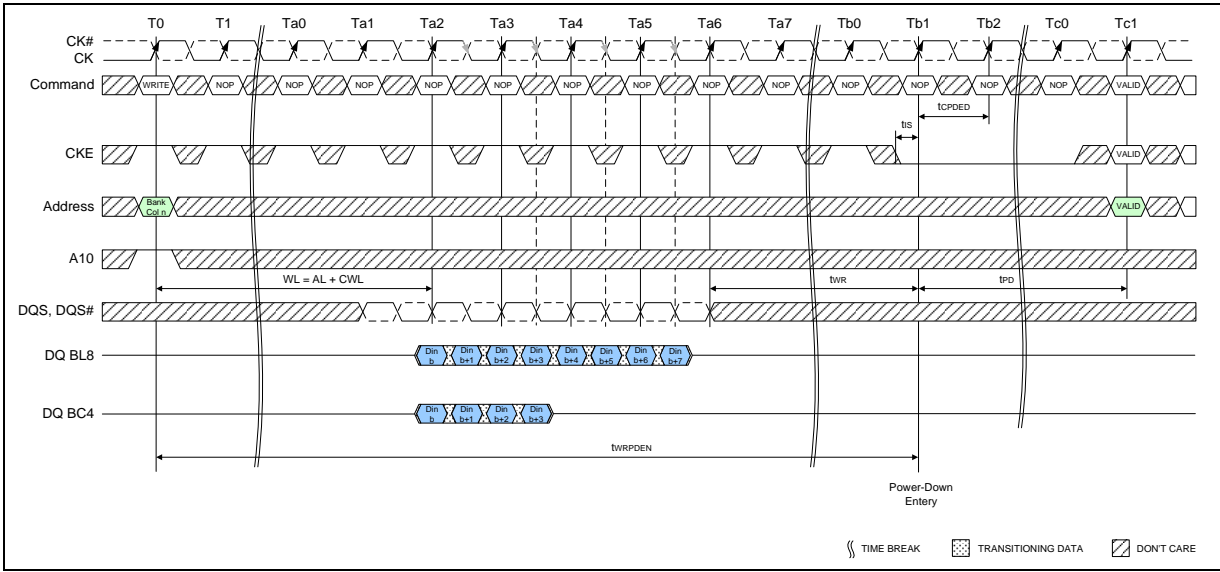 T0 T1 Ta0 Ta1 Ta2 Ta3 Ta4 Ta5 Ta6 Ta7 Tb0 Tb1 Tb2 Tc0 Tc1
CK#
CK
Command WRITE NOP NOP NOP NOP NOP NOP NOP NOP NOP NOP NOP NOP NOP VALID
tCPDED
tIS
CKE VALID
Address Bank Col n VALID
A10
WL = AL + CWL tWR tPD
DQS, DQS#
DQ BL8 Din b Din b+1 Din b+2 Din b+3 Din b+4 Din b+5 Din b+6 Din b+7
DQ BC4 Din b Din b+1 Din b+2 Din b+3
tWRPDEN
Power-Down
Entery
TIME BREAK TRANSITIONING DATA DON'T CARE